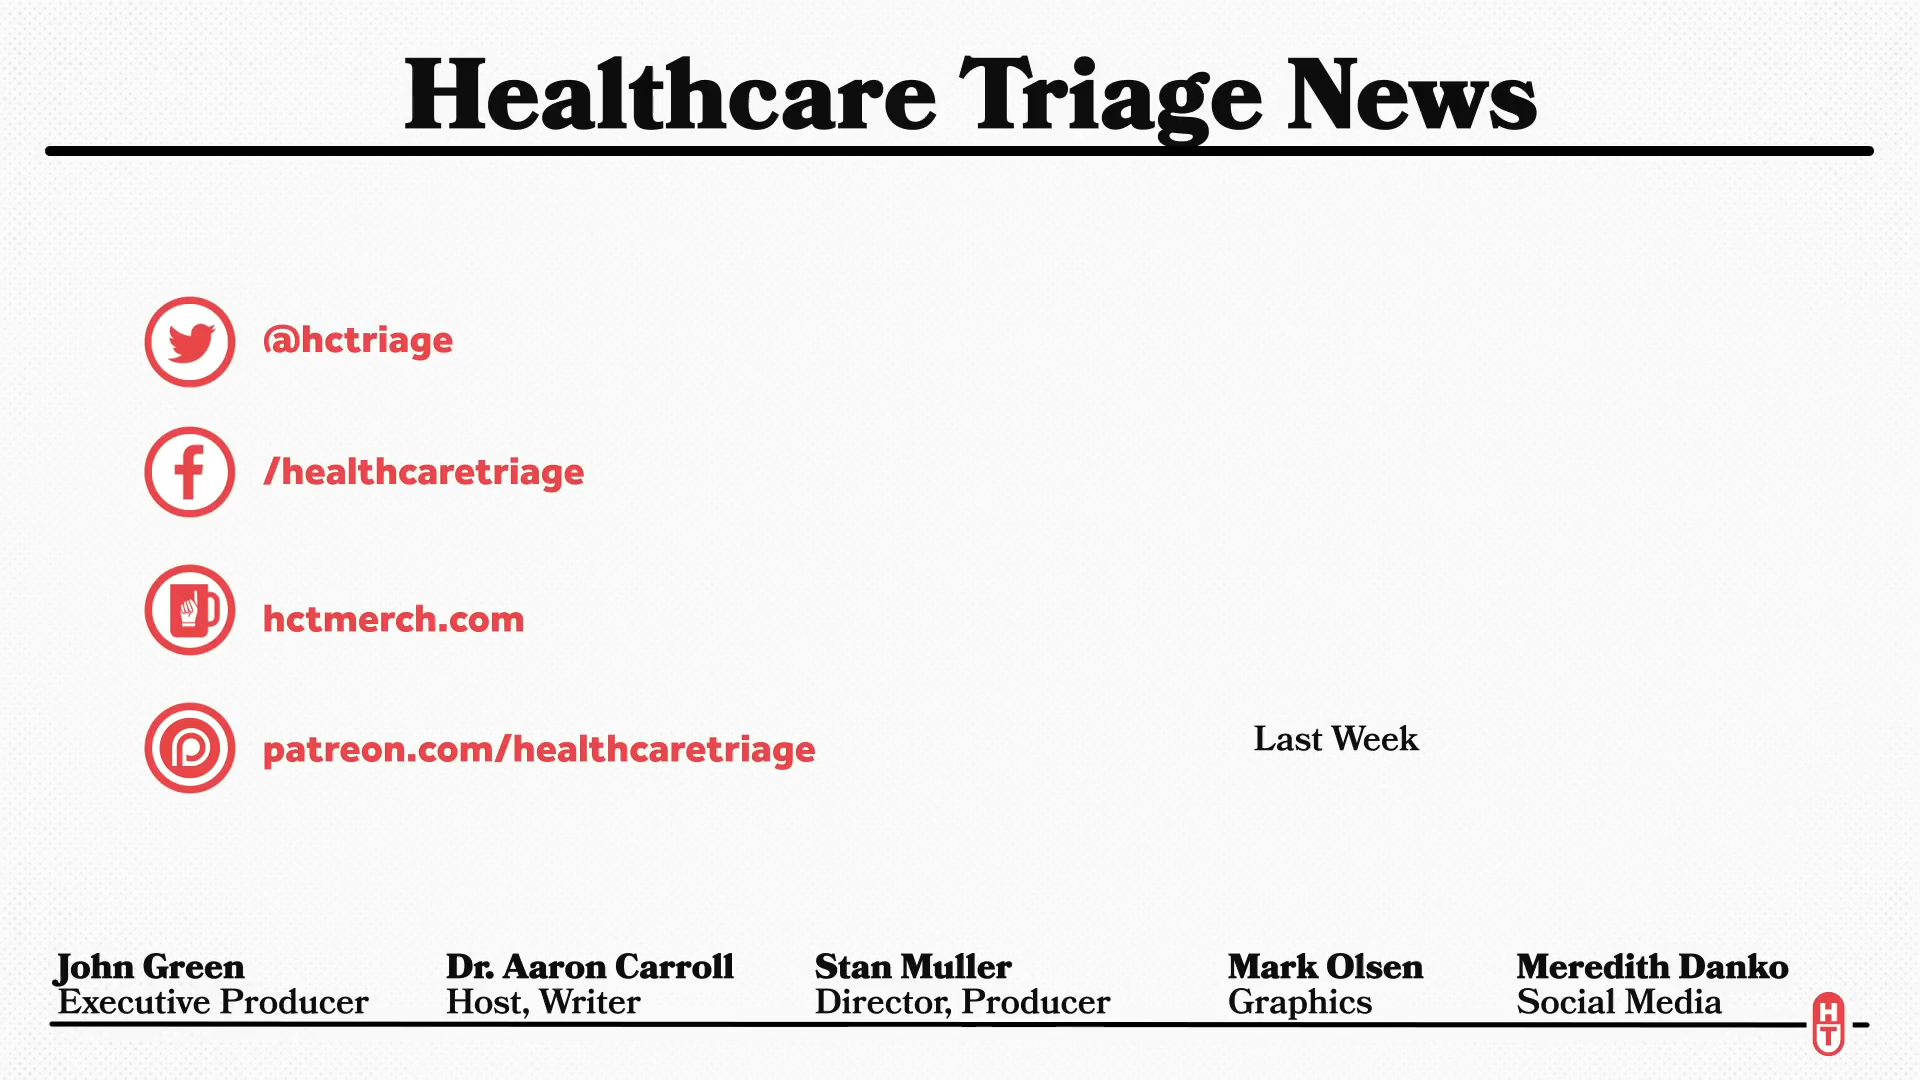 Healthcare Triage News
@hctriage
/healthcaretriage
hctmerch.com
patreon.com/healthcaretriage
Last Week
John Green
Executive Producer
Dr. Aaron Carroll
Host, Writer
Stan Muller
Director, Producer
Mark Olsen
Graphics
Meredith Danko
Social Media
H
T